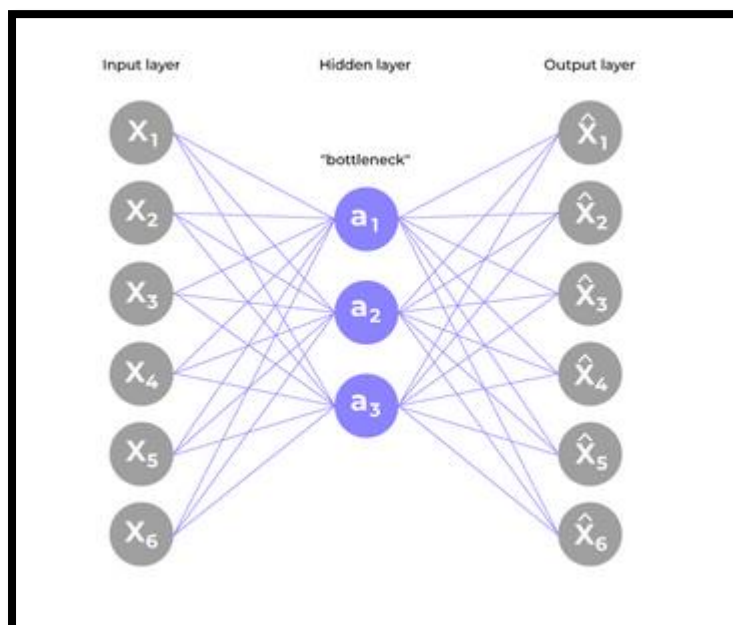 Input layer Hidden layer Output layer
"bottleneck"
X₁ X̂₁
a₁
X₂ X̂₂
X₃ X̂₃
a₂
X₄ X̂₄
a₃
X₅ X̂₅
X₆ X̂₆